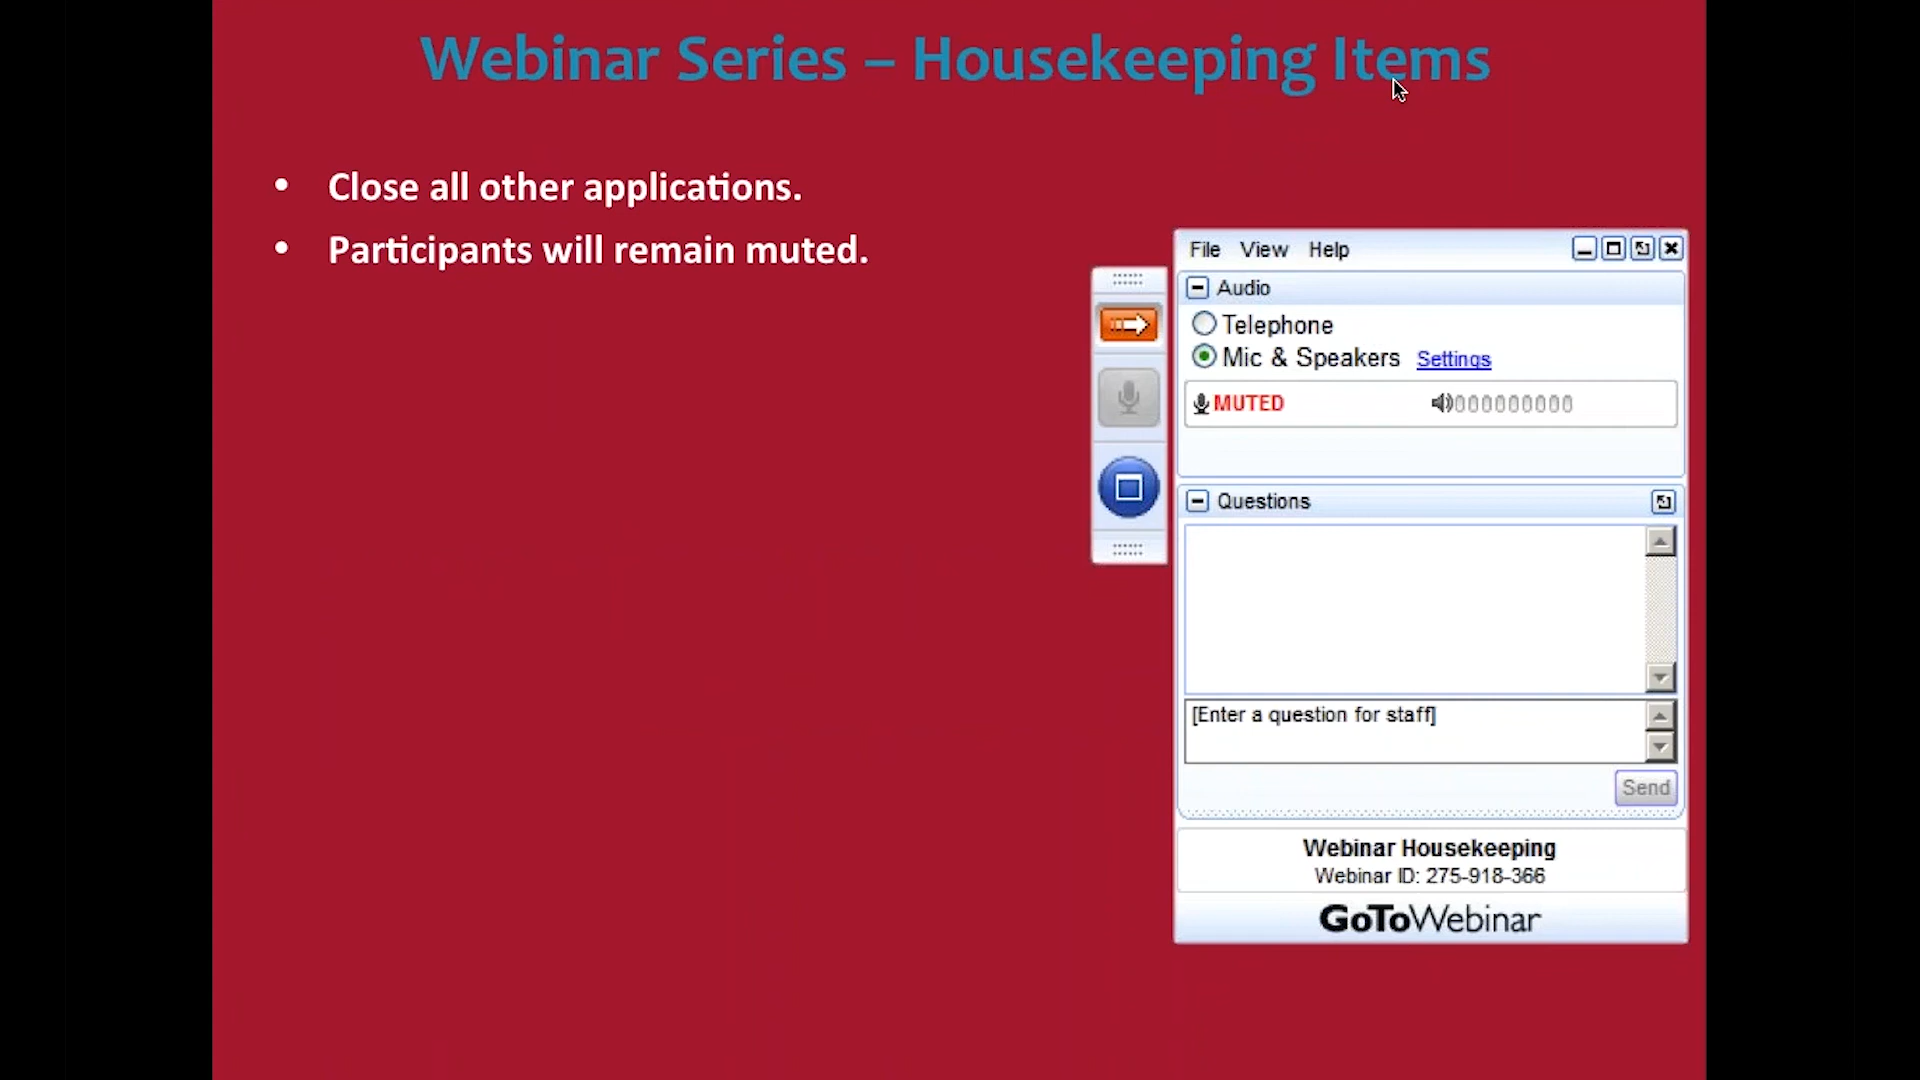 Webinar Series – Housekeeping Items
• Close all other applications.
• Participants will remain muted.
File View Help
Audio
Telephone
Mic & Speakers Settings
MUTED
Questions
[Enter a question for staff]
Send
Webinar Housekeeping
Webinar ID: 275-918-366
GoToWebinar